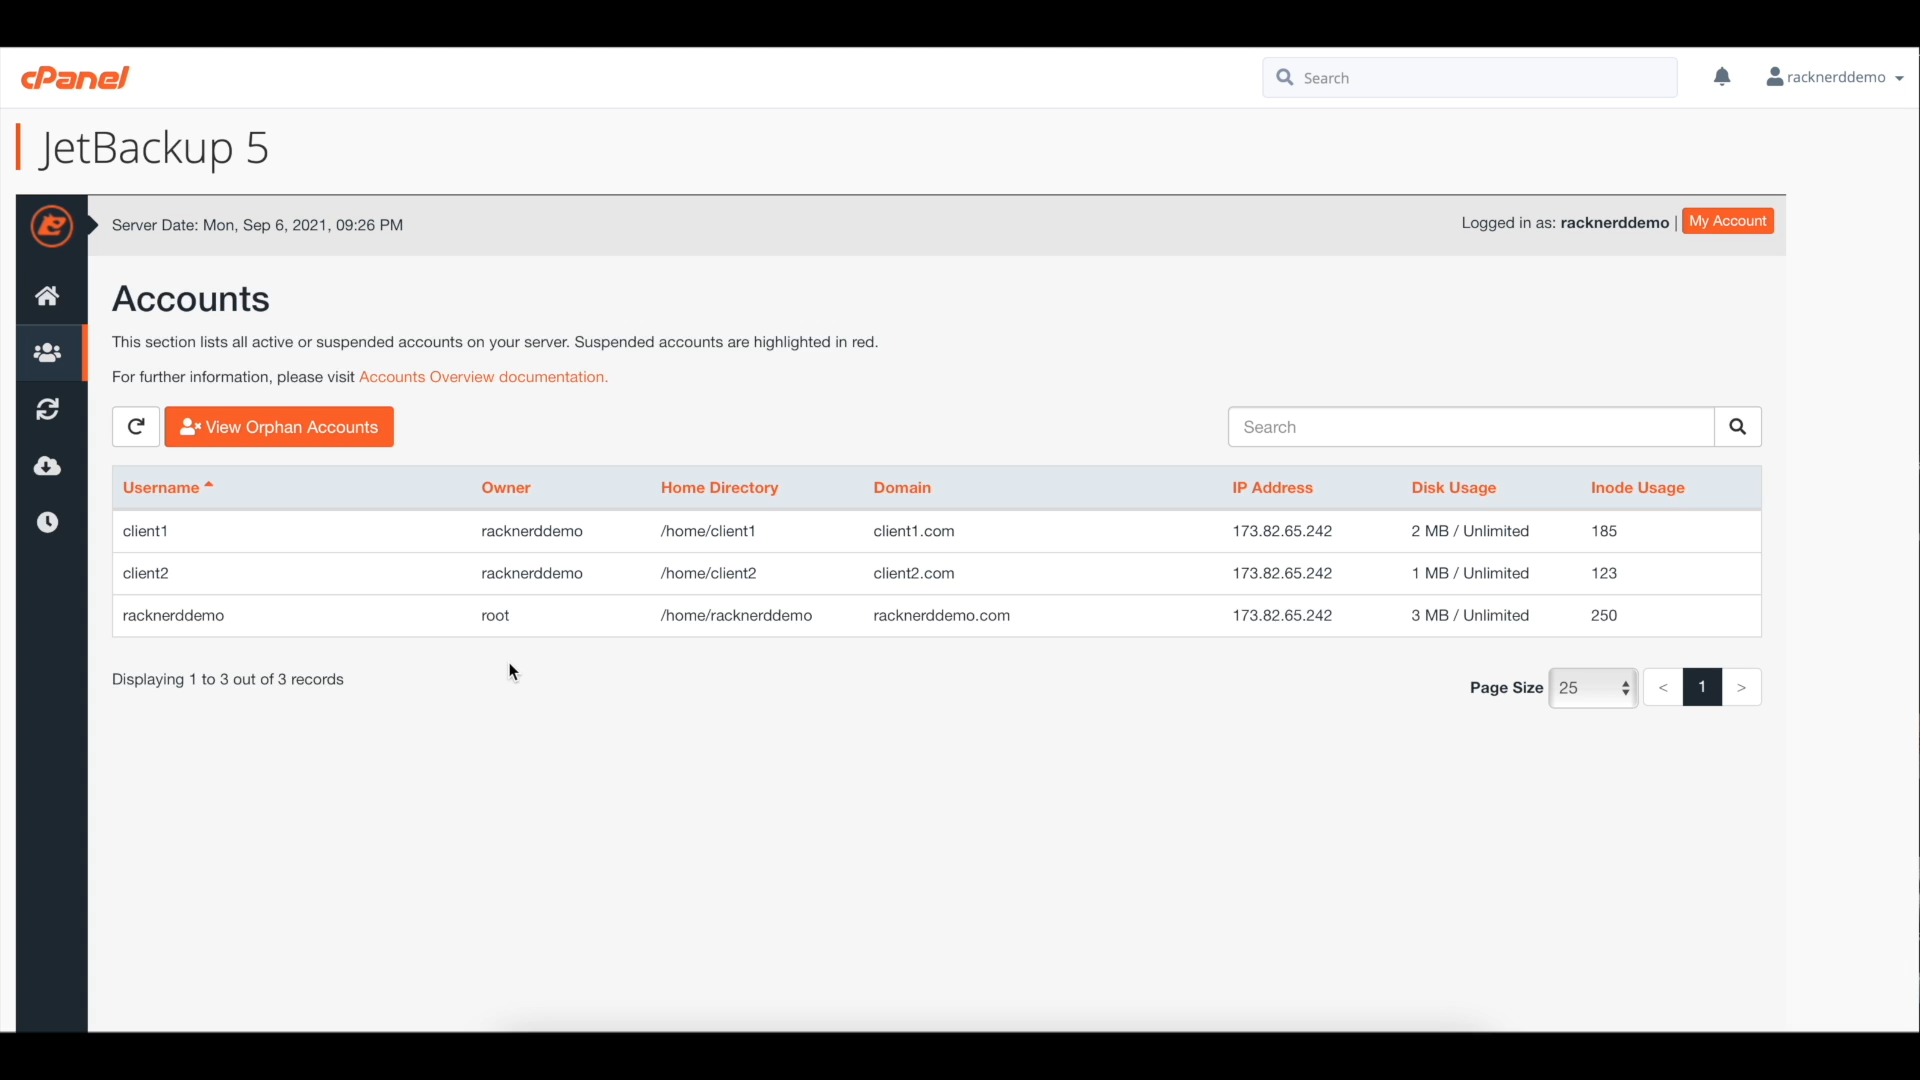 cPanel
Search
racknerddemo
JetBackup 5
Server Date: Mon, Sep 6, 2021, 09:26 PM
Logged in as: racknerddemo | My Account
Accounts
This section lists all active or suspended accounts on your server. Suspended accounts are highlighted in red.
For further information, please visit Accounts Overview documentation.
View Orphan Accounts
Search
Username Owner Home Directory Domain IP Address Disk Usage Inode Usage
client1 racknerddemo /home/client1 client1.com 173.82.65.242 2 MB / Unlimited 185
client2 racknerddemo /home/client2 client2.com 173.82.65.242 1 MB / Unlimited 123
racknerddemo root /home/racknerddemo racknerddemo.com 173.82.65.242 3 MB / Unlimited 250
Displaying 1 to 3 out of 3 records
Page Size 25 < 1 >